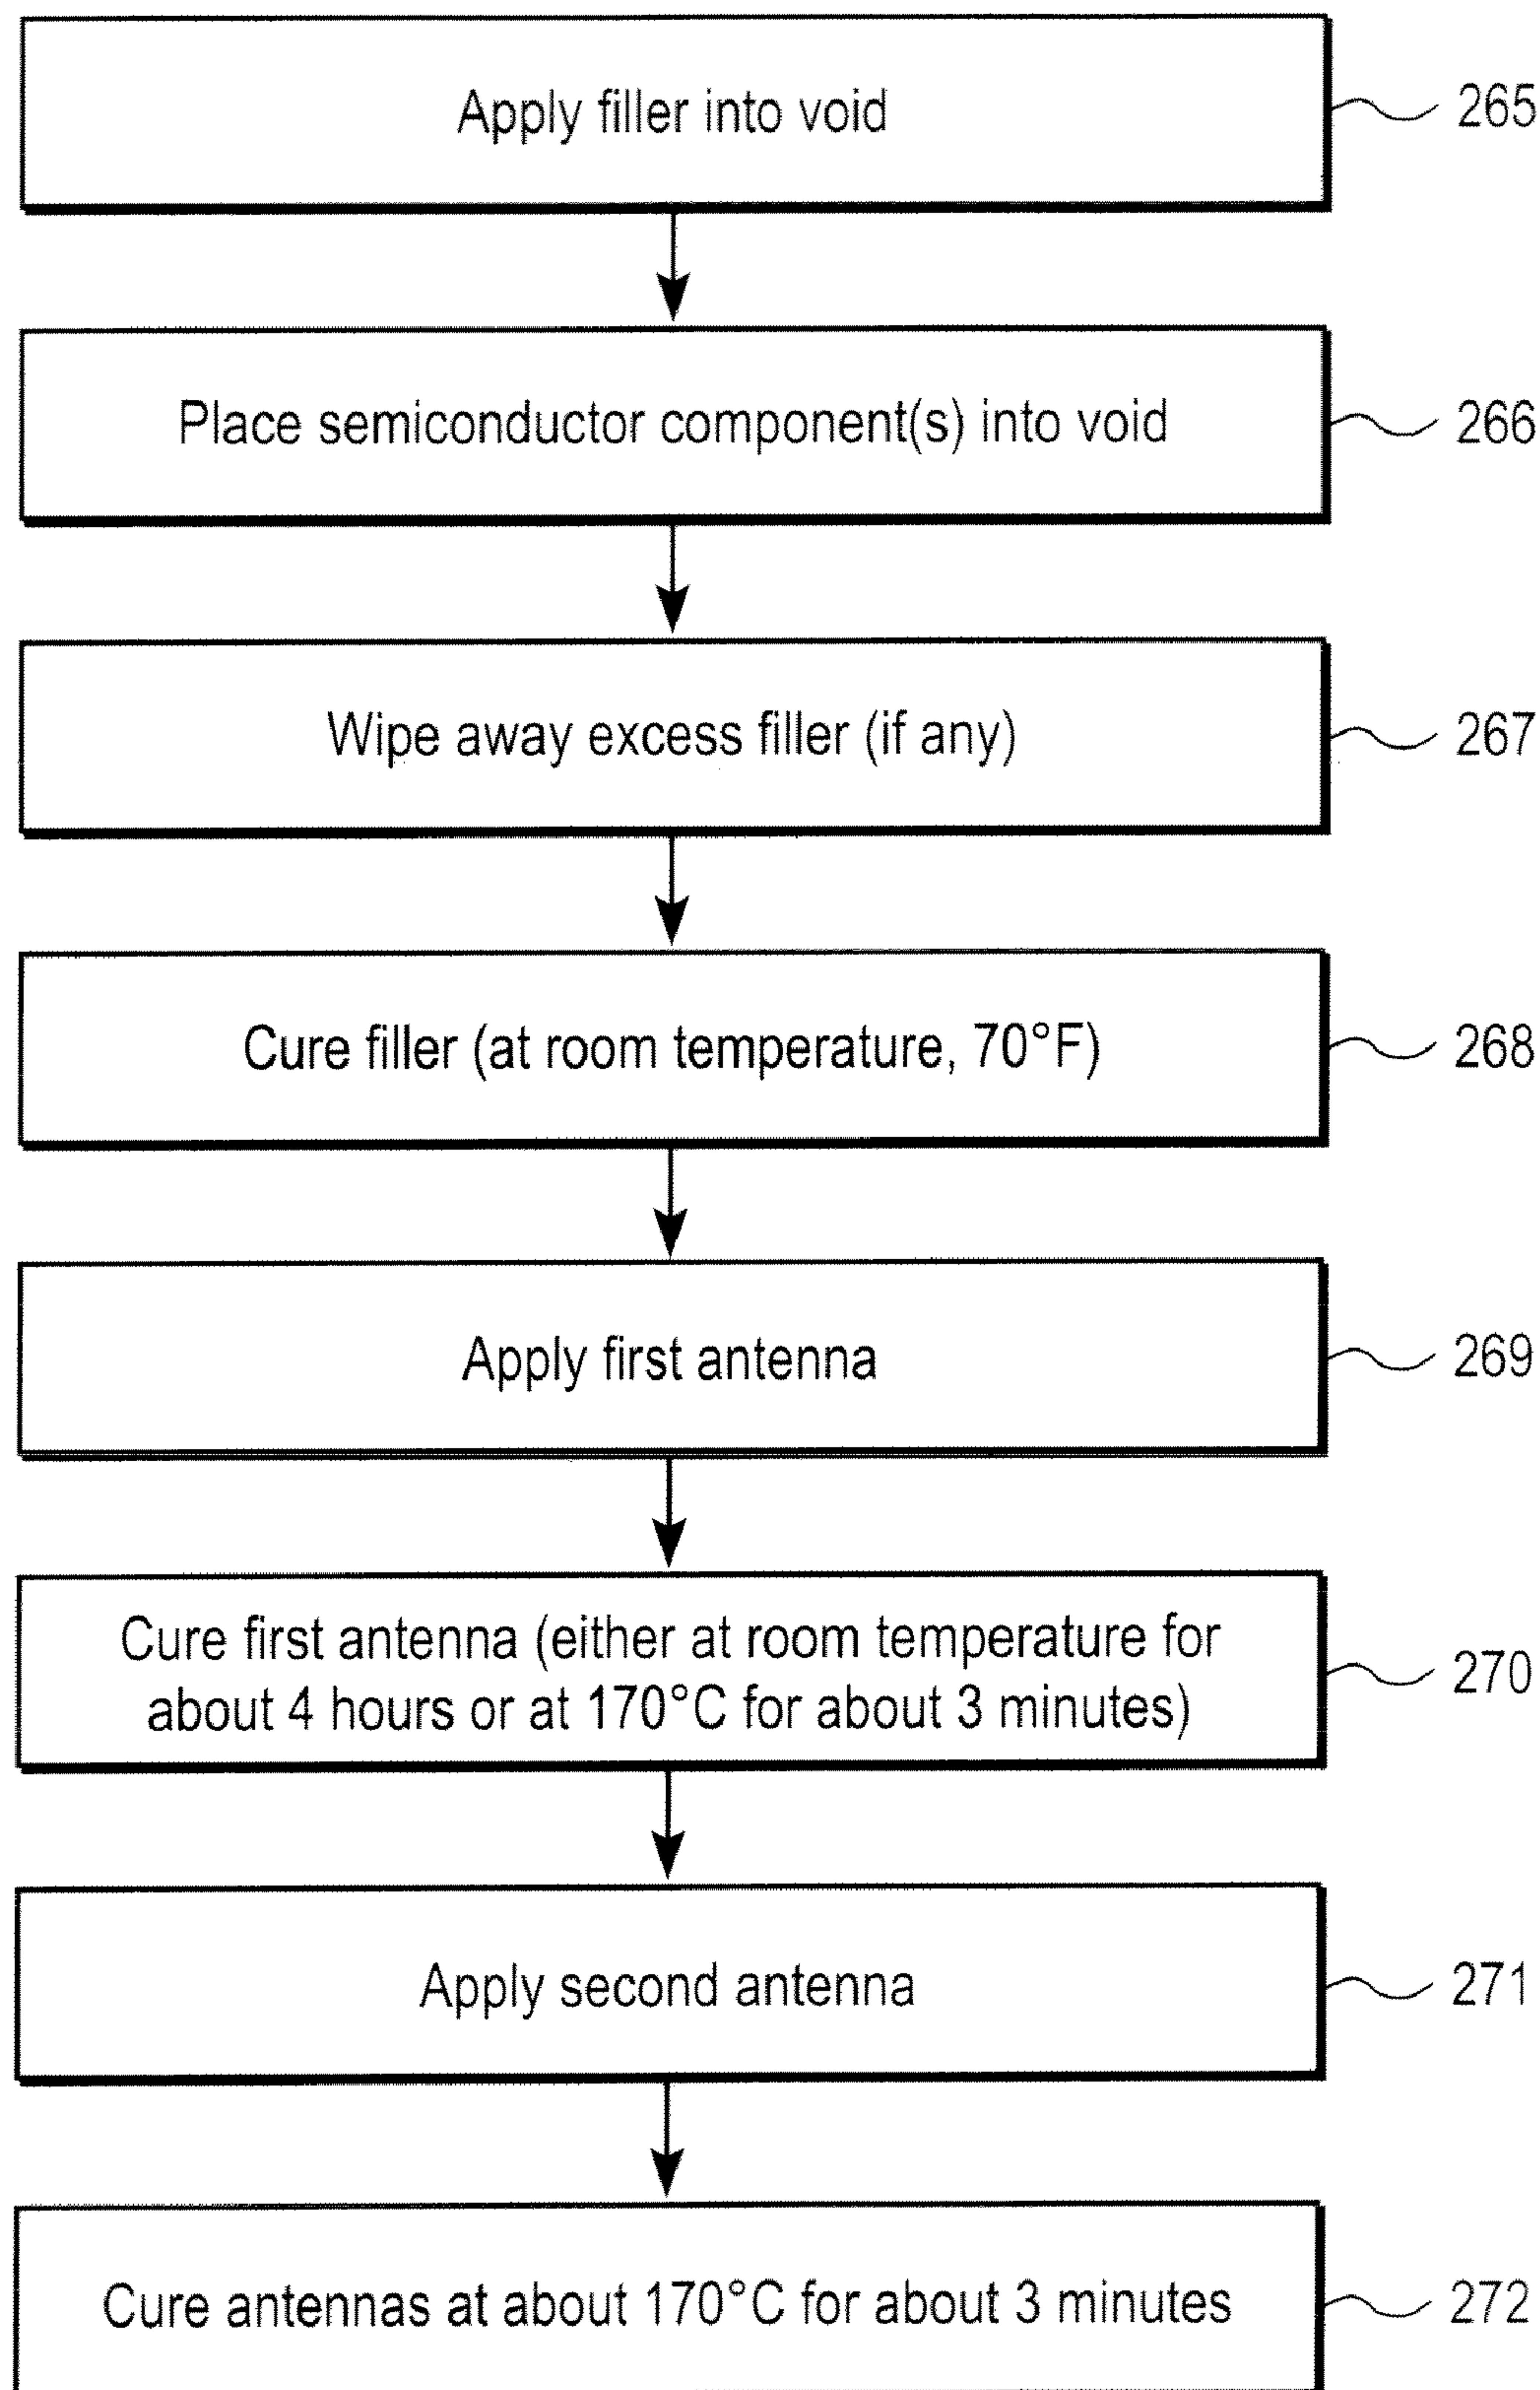 Apply filler into void
265
Place semiconductor component(s) into void
266
Wipe away excess filler (if any)
267
Cure filler (at room temperature, 70°F)
268
Apply first antenna
269
Cure first antenna (either at room temperature for
about 4 hours or at 170°C for about 3 minutes)
270
Apply second antenna
271
Cure antennas at about 170°C for about 3 minutes
272